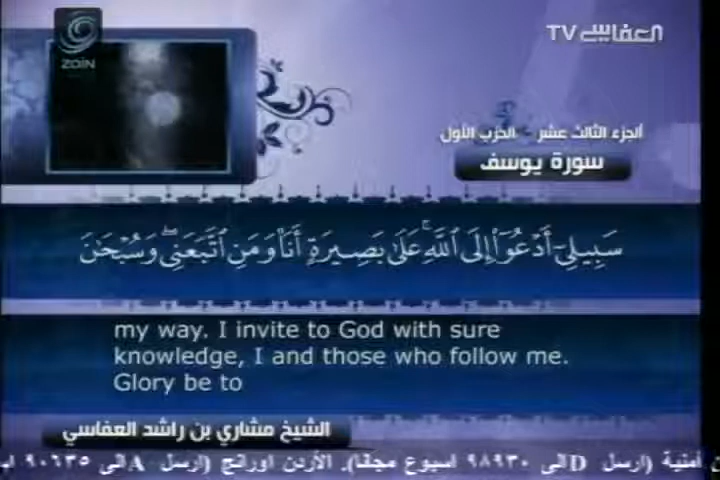 ZOIN
العفاسي TV
الجزء الثالث عشر - الحزب الأول
سورة يوسف
سَبِيلِىٓ أَدْعُوٓا۟ إِلَى ٱللَّهِ ۚ عَلَىٰ بَصِيرَةٍ أَنَا۠ وَمَنِ ٱتَّبَعَنِى ۖ وَسُبْحَٰنَ
my way. I invite to God with sure
knowledge, I and those who follow me.
Glory be to
الشيخ مشاري بن راشد العفاسي
ن أمنية (ارسل D الى ٩٨٩٣٠ اسبوع مجانا). الأردن اورانج (ارسل A الى ٩٠٦٣٥